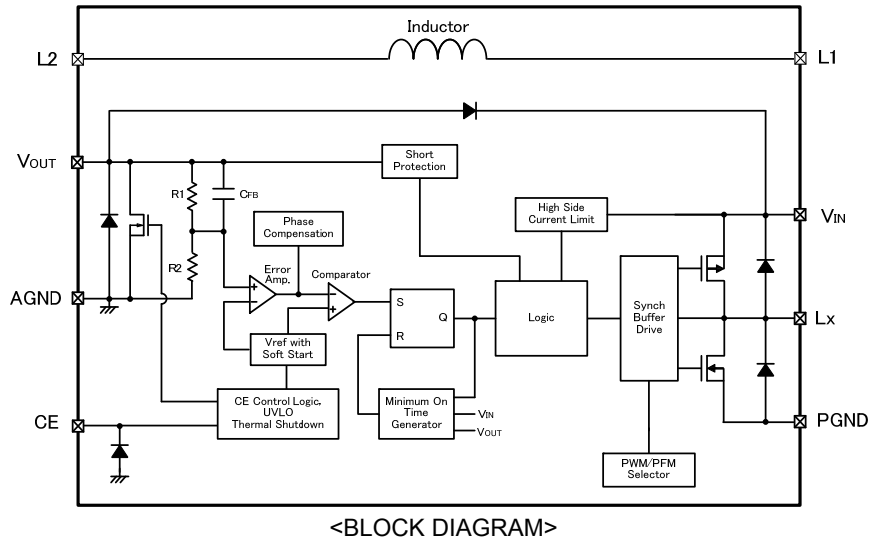 Inductor
L2
L1
VOUT
Short
Protection
R1
CFB
High Side
Current Limit
VIN
Phase
Compensation
R2
Error
Amp.
Comparator
AGND
+
−
−
+
S
Q
R
Logic
Synch
Buffer
Drive
Lx
Vref with
Soft Start
CE
CE Control Logic,
UVLO
Thermal Shutdown
Minimum On
Time
Generator
VIN
VOUT
PGND
PWM/PFM
Selector
<BLOCK DIAGRAM>